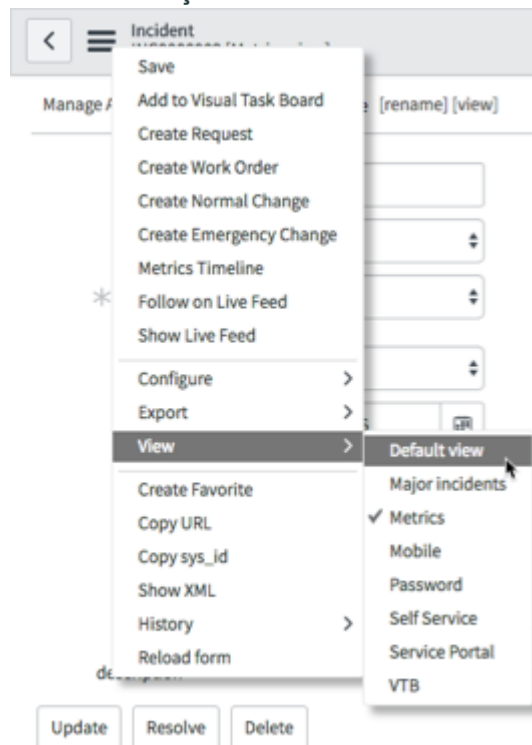 Incident
Save
Manage A
Add to Visual Task Board
[rename] [view]
Create Request
Create Work Order
Create Normal Change
Create Emergency Change
Metrics Timeline
Follow on Live Feed
Show Live Feed
Configure
Export
View
Default view
Major incidents
Create Favorite
Metrics
Copy URL
Mobile
Copy sys_id
Password
Show XML
Self Service
History
Service Portal
Reload form
VTB
Update Resolve Delete